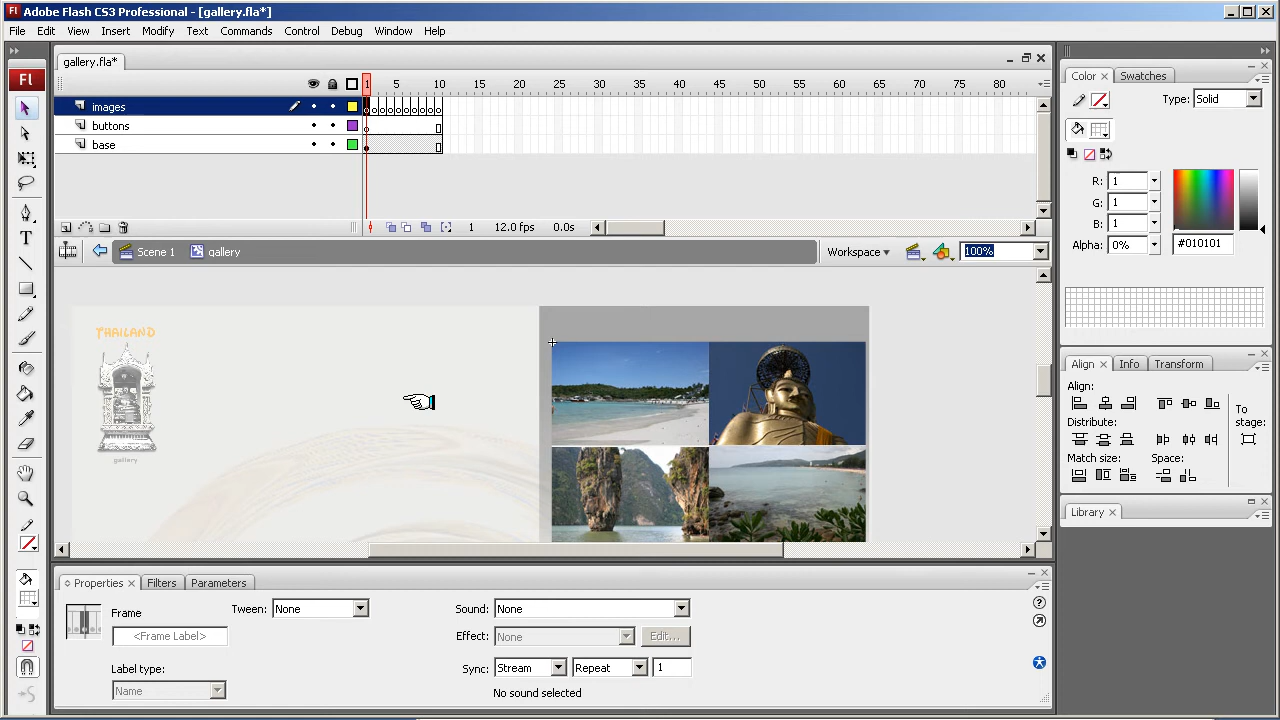 Adobe Flash CS3 Professional - [gallery.fla*]
File Edit View Insert Modify Text Commands Control Debug Window Help
Fl
gallery.fla*
1 5 10 15 20 25 30 35 40 45 50 55 60 65 70 75 80
images
buttons
base
1 12.0 fps 0.0s
Scene 1 gallery Workspace 100%
THAILAND
gallery
Properties Filters Parameters
Frame
<Frame Label>
Label type:
Name
Tween: None
Sound: None
Effect: None Edit...
Sync: Stream Repeat 1
No sound selected
Color Swatches
Type: Solid
R: 1
G: 1
B: 1
Alpha: 0% #010101
Align Info Transform
Align:
Distribute:
Match size: Space:
To
stage:
Library